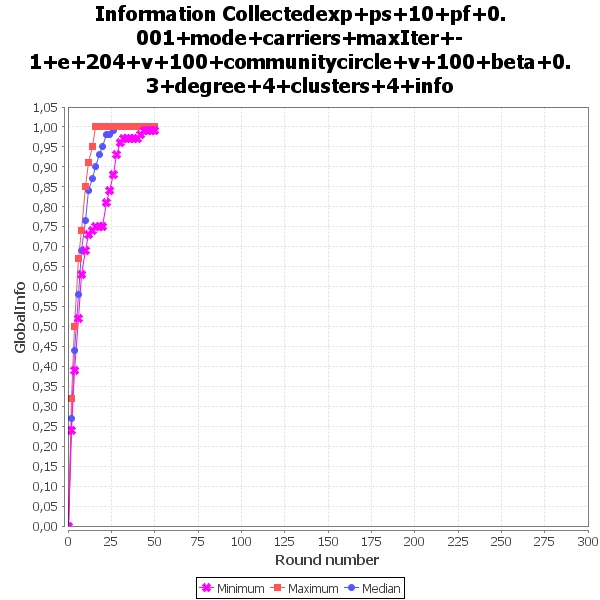 Information Collectedexp+ps+10+pf+0.
001+mode+carriers+maxIter+-
1+e+204+v+100+communitycircle+v+100+beta+0.
3+degree+4+clusters+4+info
1,05
1,00
0,95
0,90
0,85
0,80
0,75
0,70
0,65
0,60
0,55
0,50
0,45
0,40
0,35
0,30
0,25
0,20
0,15
0,10
0,05
0,00
GlobalInfo
0 25 50 75 100 125 150 175 200 225 250 275 300
Round number
Minimum Maximum Median